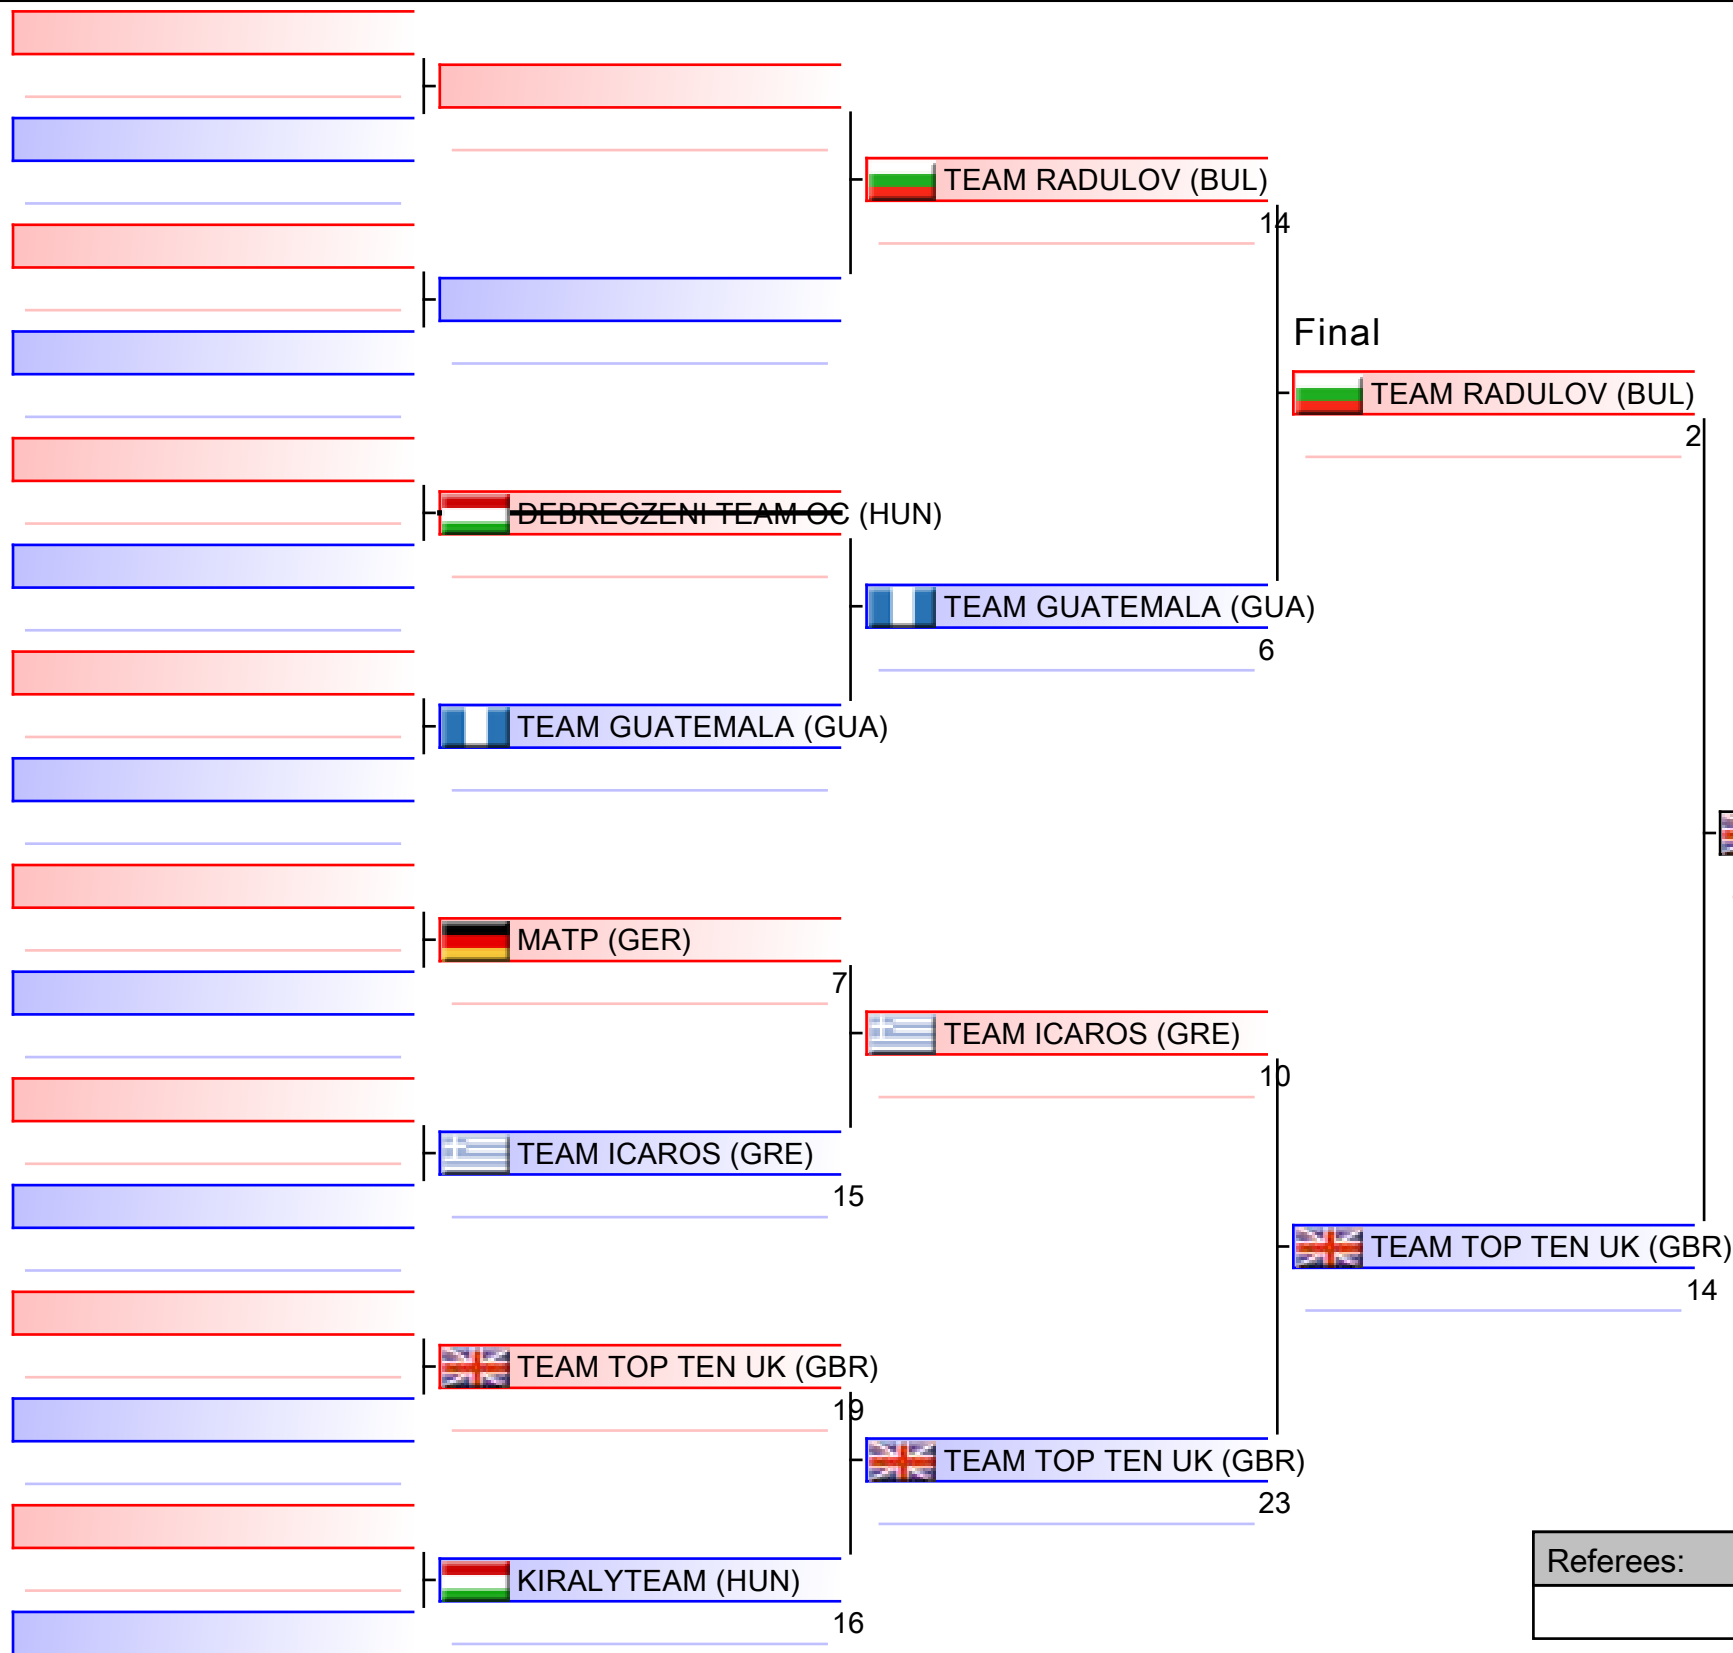 TEAM RADULOV (BUL)
14
Final
TEAM RADULOV (BUL)
2
DEBRECZENI TEAM OC (HUN)
TEAM GUATEMALA (GUA)
6
TEAM GUATEMALA (GUA)
MATP (GER)
7
TEAM ICAROS (GRE)
10
TEAM ICAROS (GRE)
15
TEAM TOP TEN UK (GBR)
14
TEAM TOP TEN UK (GBR)
19
TEAM TOP TEN UK (GBR)
23
Referees:
KIRALYTEAM (HUN)
16